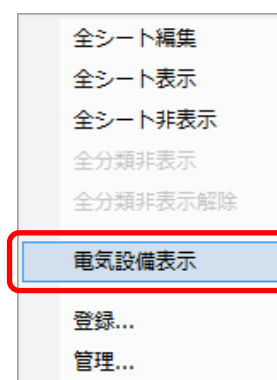 全シート編集
全シート表示
全シート非表示
全分類非表示
全分類非表示解除
電気設備表示
登録...
管理...